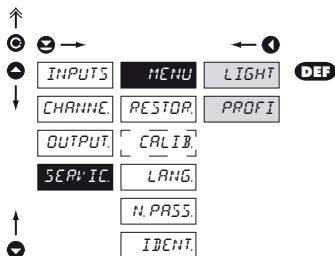 INPUTS MENU LIGHT DEF
CHANNE. RESTOR. PROFI
OUTPUT. CALIB.
SERVIC. LANG.
N. PASS.
IDENT.